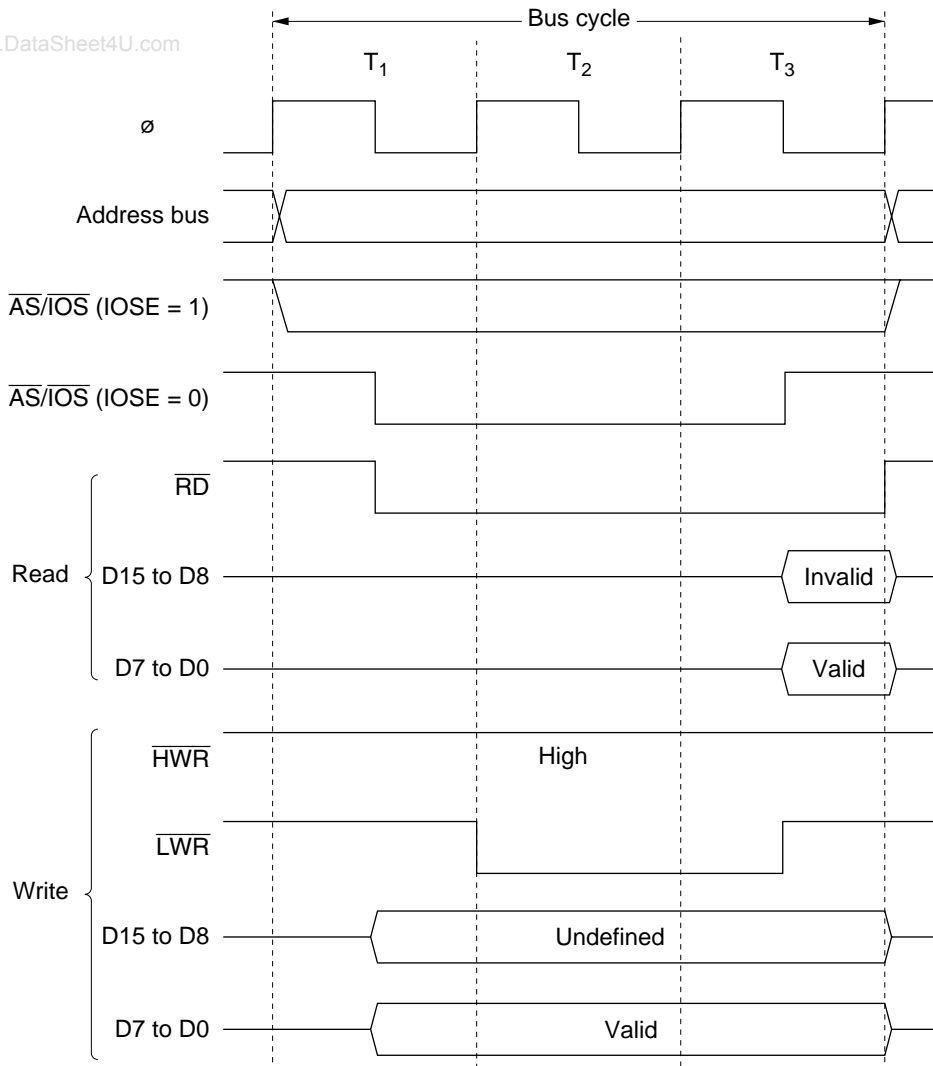 Bus cycle
.DataSheet4U.com
T1 T2 T3
ø
Address bus
AS/IOS (IOSE = 1)
AS/IOS (IOSE = 0)
RD
Read D15 to D8 Invalid
D7 to D0 Valid
HWR High
LWR
Write
D15 to D8 Undefined
D7 to D0 Valid